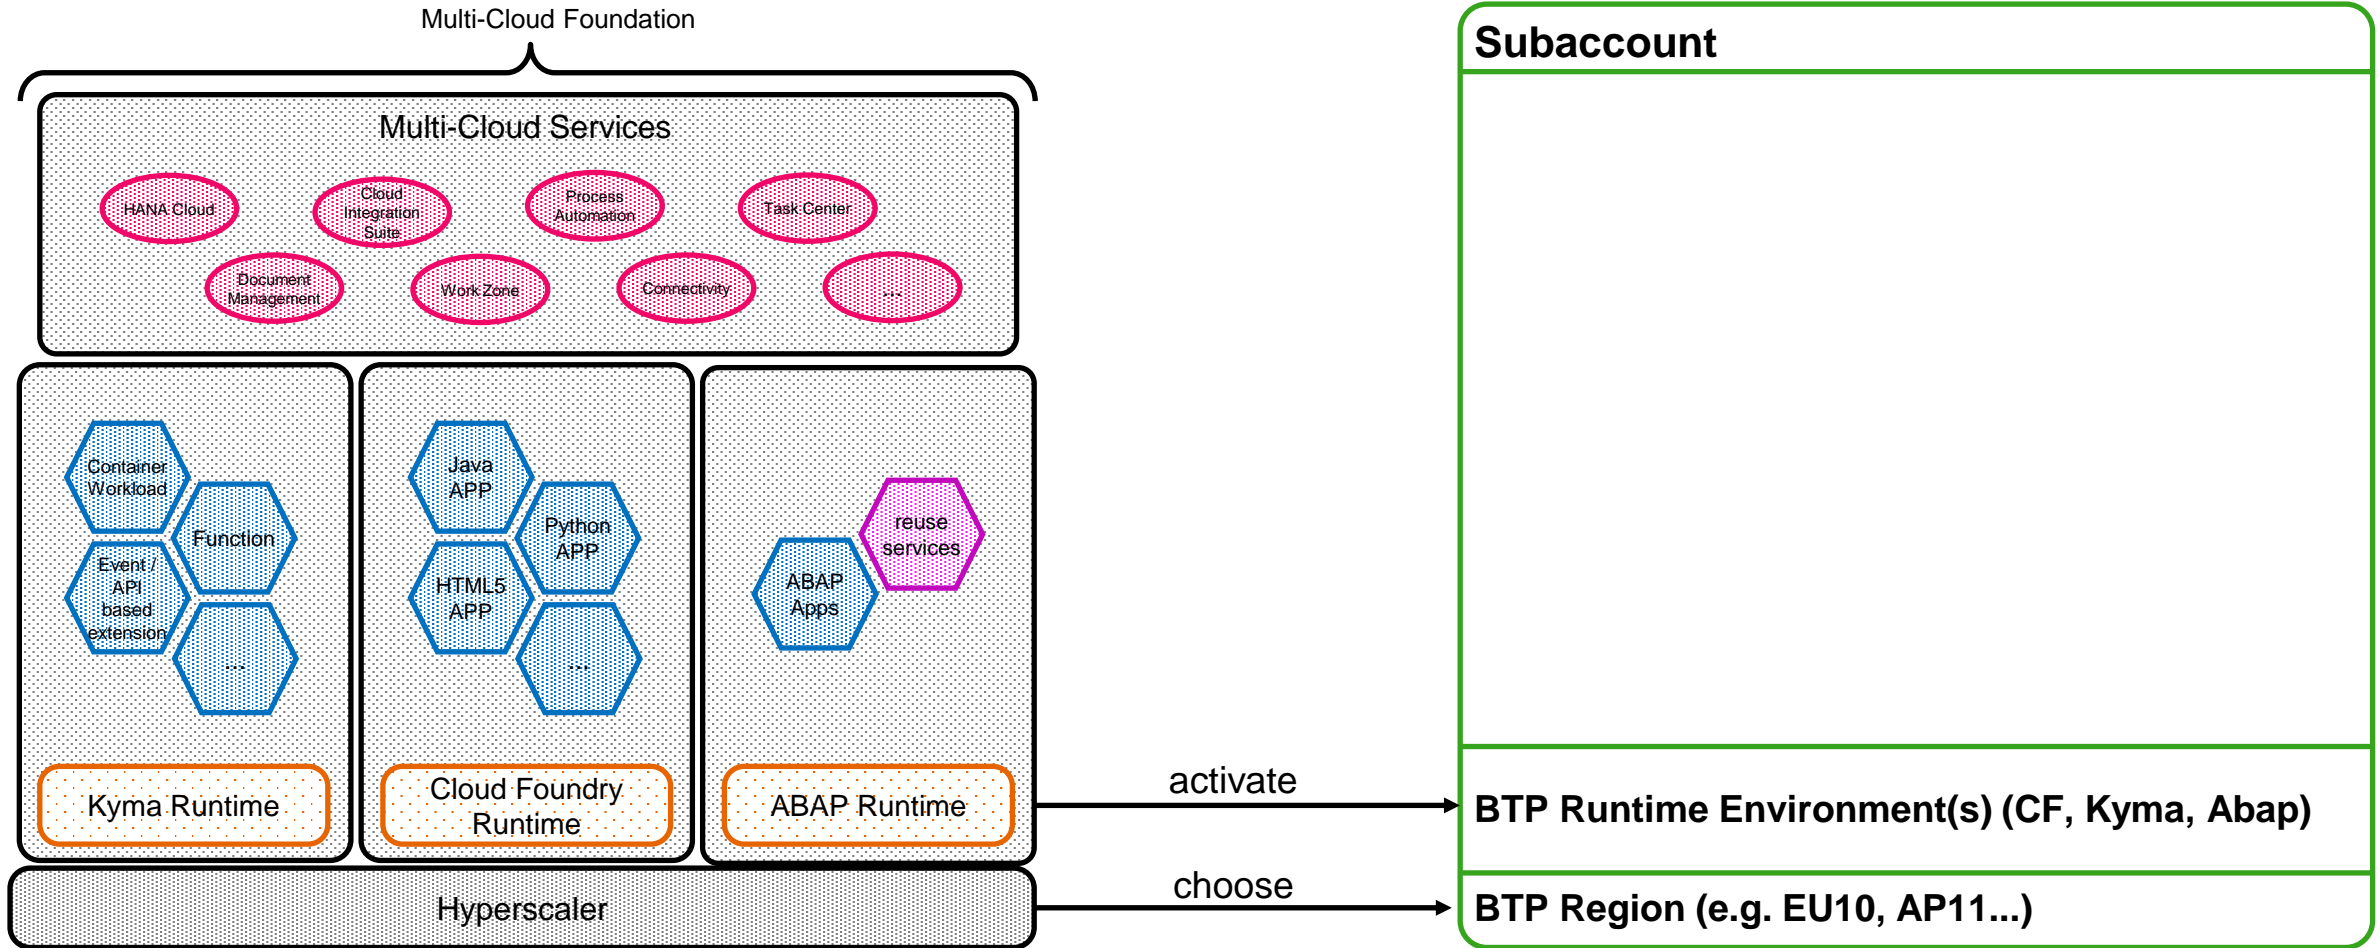 Multi-Cloud Foundation
Multi-Cloud Services
HANA Cloud
Cloud
Integration
Suite
Process
Automation
Task Center
Document
Management
Work Zone
Connectivity
...
Container
Workload
Function
Event /
API
based
extension
...
Kyma Runtime
Java
APP
Python
APP
HTML5
APP
...
Cloud Foundry
Runtime
reuse
services
ABAP
Apps
ABAP Runtime
Hyperscaler
activate
choose
Subaccount
BTP Runtime Environment(s) (CF, Kyma, Abap)
BTP Region (e.g. EU10, AP11...)